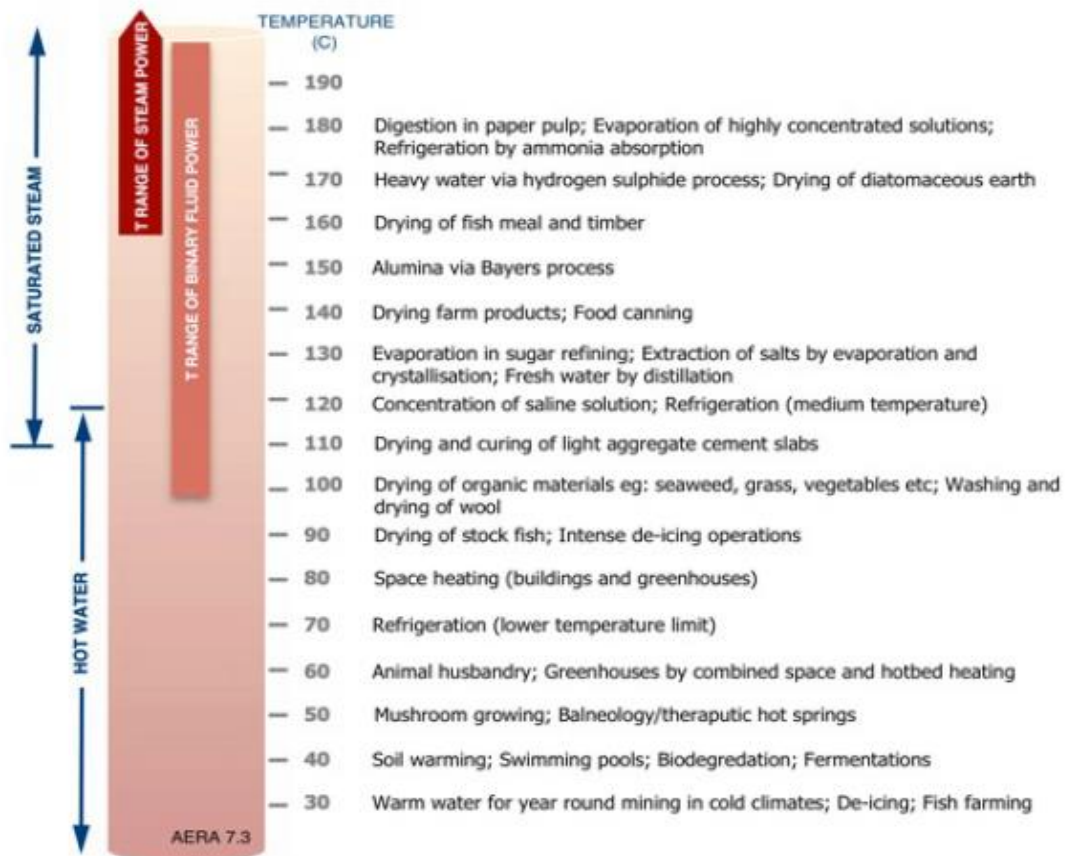 TEMPERATURE
(C)
SATURATED STEAM
HOT WATER
T RANGE OF STEAM POWER
T RANGE OF BINARY FLUID POWER
190
180 Digestion in paper pulp; Evaporation of highly concentrated solutions;
Refrigeration by ammonia absorption
170 Heavy water via hydrogen sulphide process; Drying of diatomaceous earth
160 Drying of fish meal and timber
150 Alumina via Bayers process
140 Drying farm products; Food canning
130 Evaporation in sugar refining; Extraction of salts by evaporation and
crystallisation; Fresh water by distillation
120 Concentration of saline solution; Refrigeration (medium temperature)
110 Drying and curing of light aggregate cement slabs
100 Drying of organic materials eg: seaweed, grass, vegetables etc; Washing and
drying of wool
90 Drying of stock fish; Intense de-icing operations
80 Space heating (buildings and greenhouses)
70 Refrigeration (lower temperature limit)
60 Animal husbandry; Greenhouses by combined space and hotbed heating
50 Mushroom growing; Balneology/theraputic hot springs
40 Soil warming; Swimming pools; Biodegredation; Fermentations
30 Warm water for year round mining in cold climates; De-icing; Fish farming
AERA 7.3